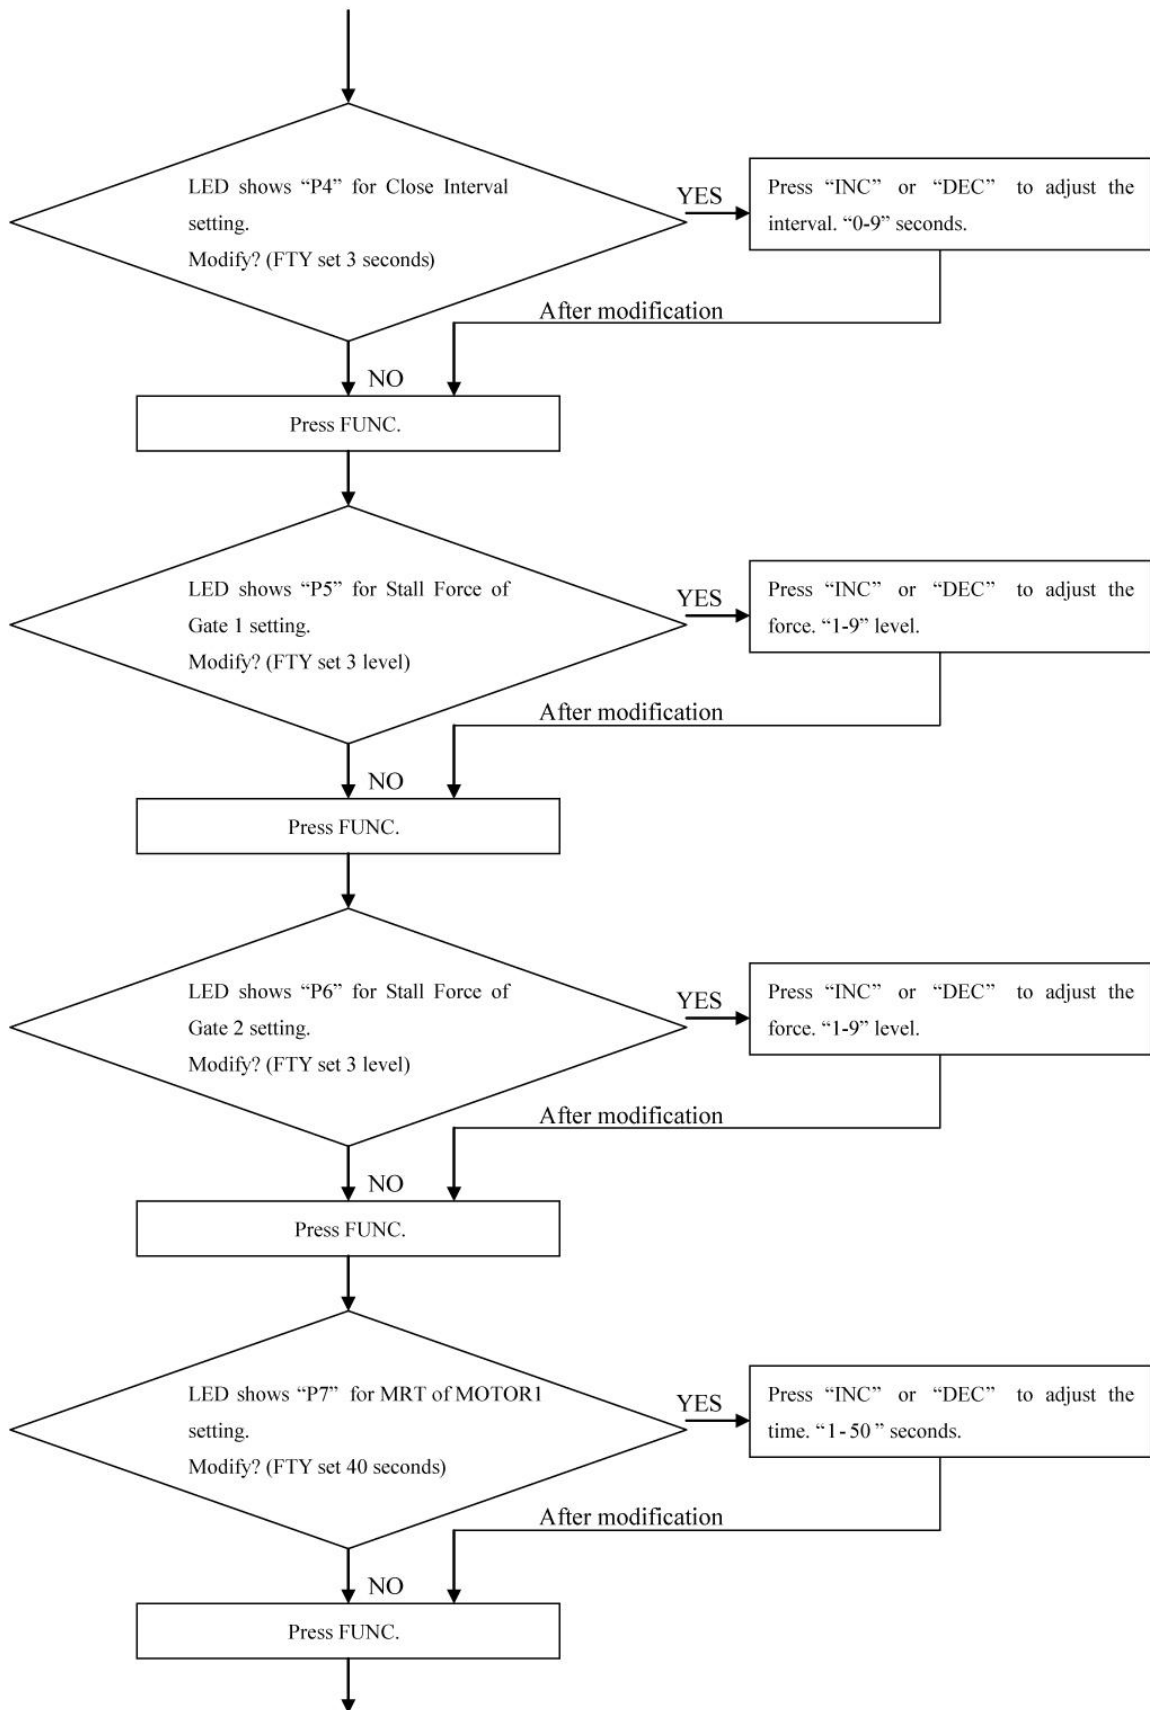 LED shows “P4” for Close Interval
setting.
Modify? (FTY set 3 seconds)
YES
Press “INC” or “DEC” to adjust the
interval. “0-9” seconds.
After modification
NO
Press FUNC.
LED shows “P5” for Stall Force of
Gate 1 setting.
Modify? (FTY set 3 level)
YES
Press “INC” or “DEC” to adjust the
force. “1-9” level.
After modification
NO
Press FUNC.
LED shows “P6” for Stall Force of
Gate 2 setting.
Modify? (FTY set 3 level)
YES
Press “INC” or “DEC” to adjust the
force. “1-9” level.
After modification
NO
Press FUNC.
LED shows “P7” for MRT of MOTOR1
setting.
Modify? (FTY set 40 seconds)
YES
Press “INC” or “DEC” to adjust the
time. “1-50” seconds.
After modification
NO
Press FUNC.